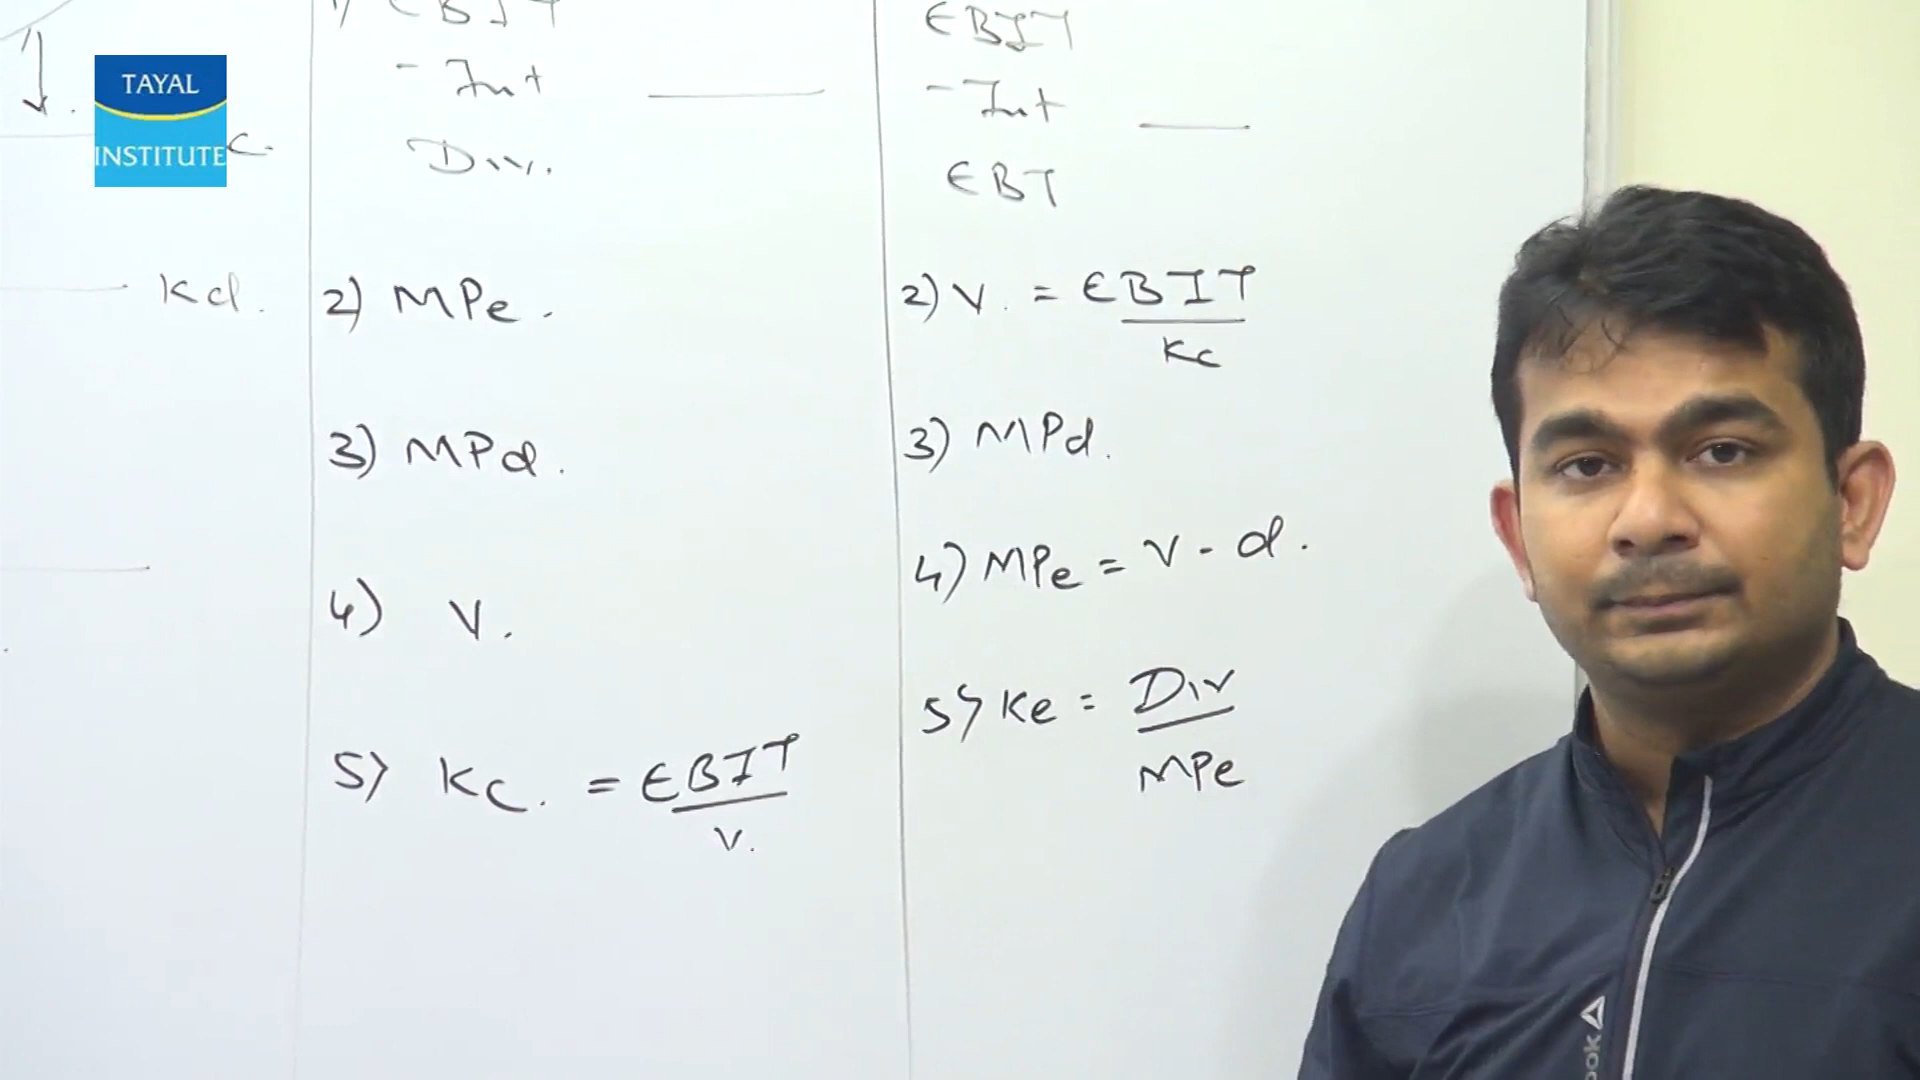 TAYAL
INSTITUTE
c.
Kd.
1) EBIT
- Int
Div.
2) MPe.
3) MPd.
4) V.
5) Kc. = EBIT
V.
EBIT
- Int
EBT
2) V. = EBIT
Kc
3) MPd.
4) MPe = V - d.
5) Ke = Div
MPe